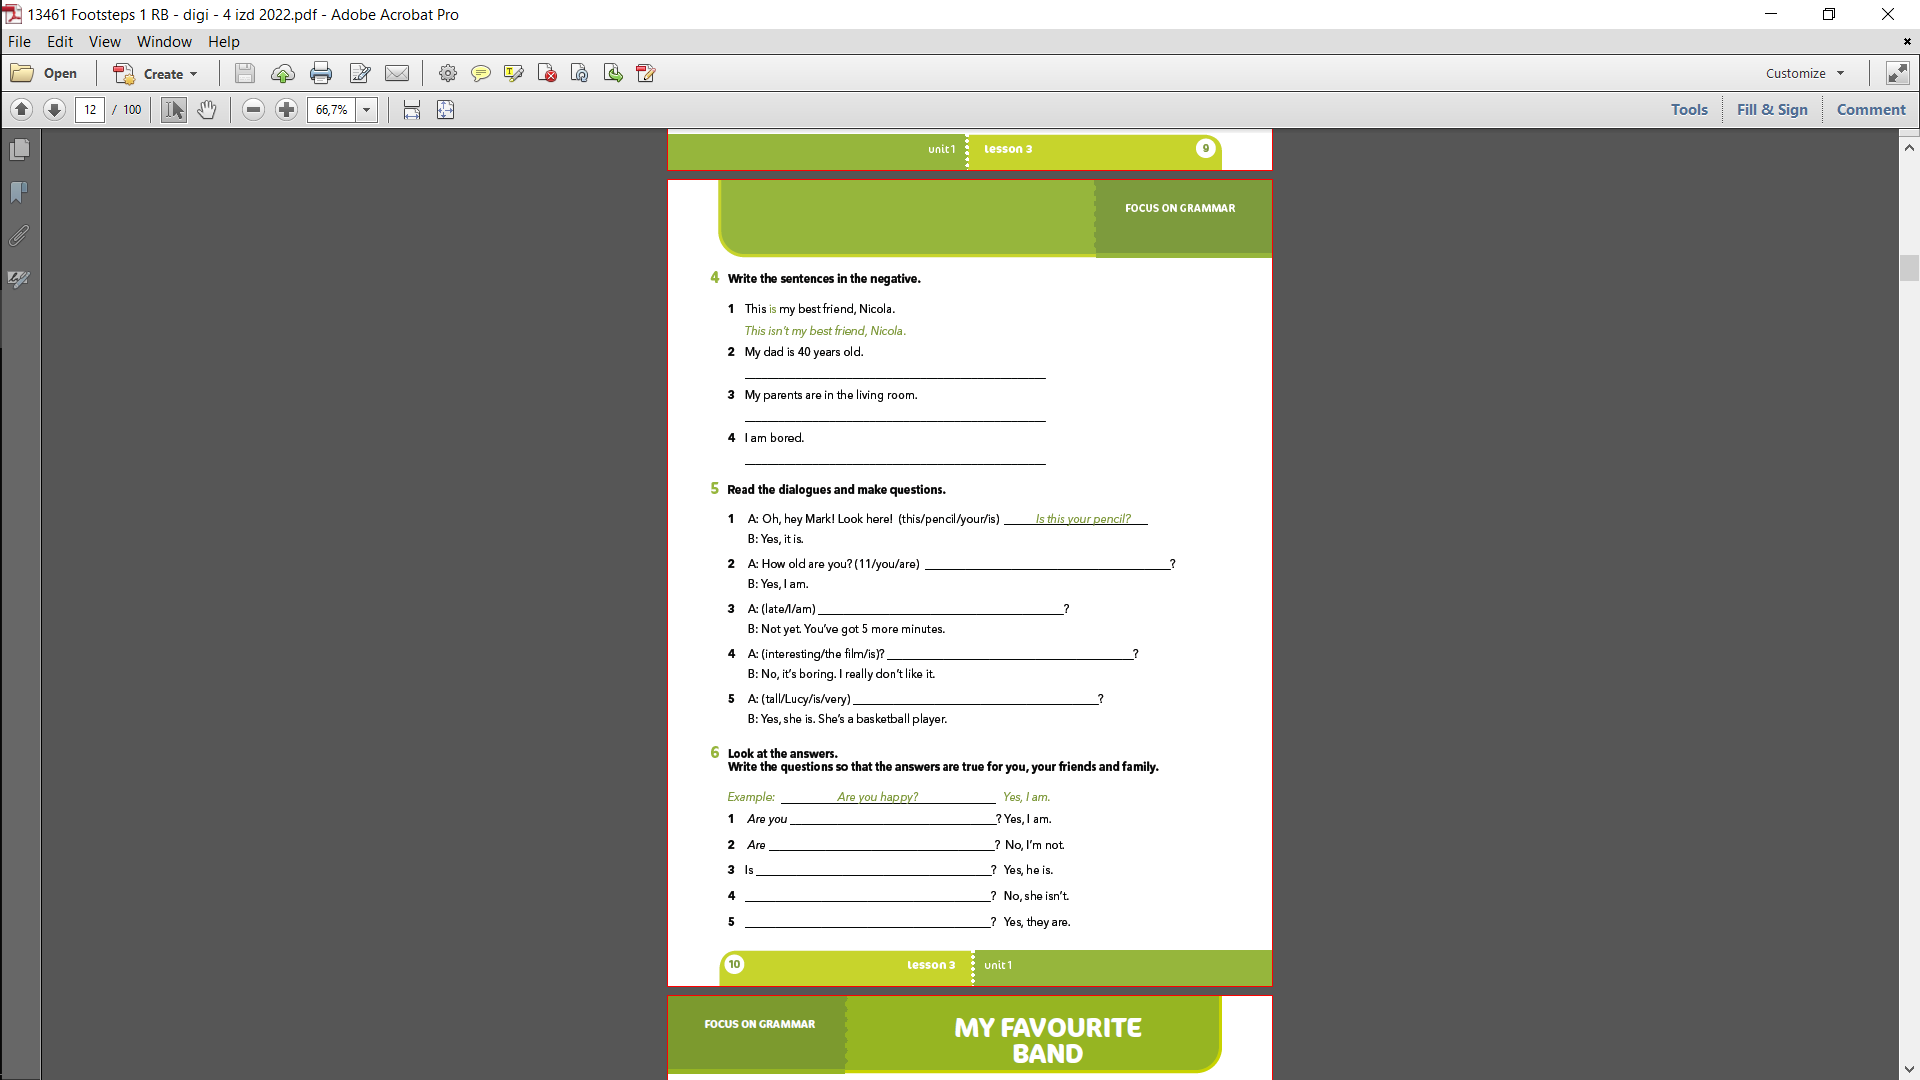 13461 Footsteps 1 RB - digi - 4 izd 2022.pdf - Adobe Acrobat Pro
File Edit View Window Help
Open Create Customize
12 / 100 66,7% Tools Fill & Sign Comment
unit 1 lesson 3 9
FOCUS ON GRAMMAR
4 Write the sentences in the negative.
1 This is my best friend, Nicola.
This isn't my best friend, Nicola.
2 My dad is 40 years old.
3 My parents are in the living room.
4 I am bored.
5 Read the dialogues and make questions.
1 A: Oh, hey Mark! Look here! (this/pencil/your/is) Is this your pencil?
B: Yes, it is.
2 A: How old are you? (11/you/are) ?
B: Yes, I am.
3 A: (late/I/am) ?
B: Not yet. You've got 5 more minutes.
4 A: (interesting/the film/is)? ?
B: No, it's boring. I really don't like it.
5 A: (tall/Lucy/is/very) ?
B: Yes, she is. She's a basketball player.
6 Look at the answers.
Write the questions so that the answers are true for you, your friends and family.
Example: Are you happy? Yes, I am.
1 Are you ? Yes, I am.
2 Are ? No, I'm not.
3 Is ? Yes, he is.
4 ? No, she isn't.
5 ? Yes, they are.
10 lesson 3 unit 1
FOCUS ON GRAMMAR MY FAVOURITE
BAND